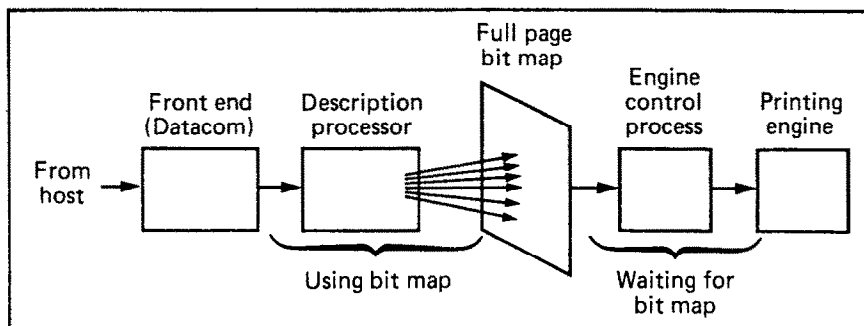 Full page
bit map
Front end
(Datacom)
Description
processor
Engine
control
process
Printing
engine
From
host
Using bit map
Waiting for
bit map